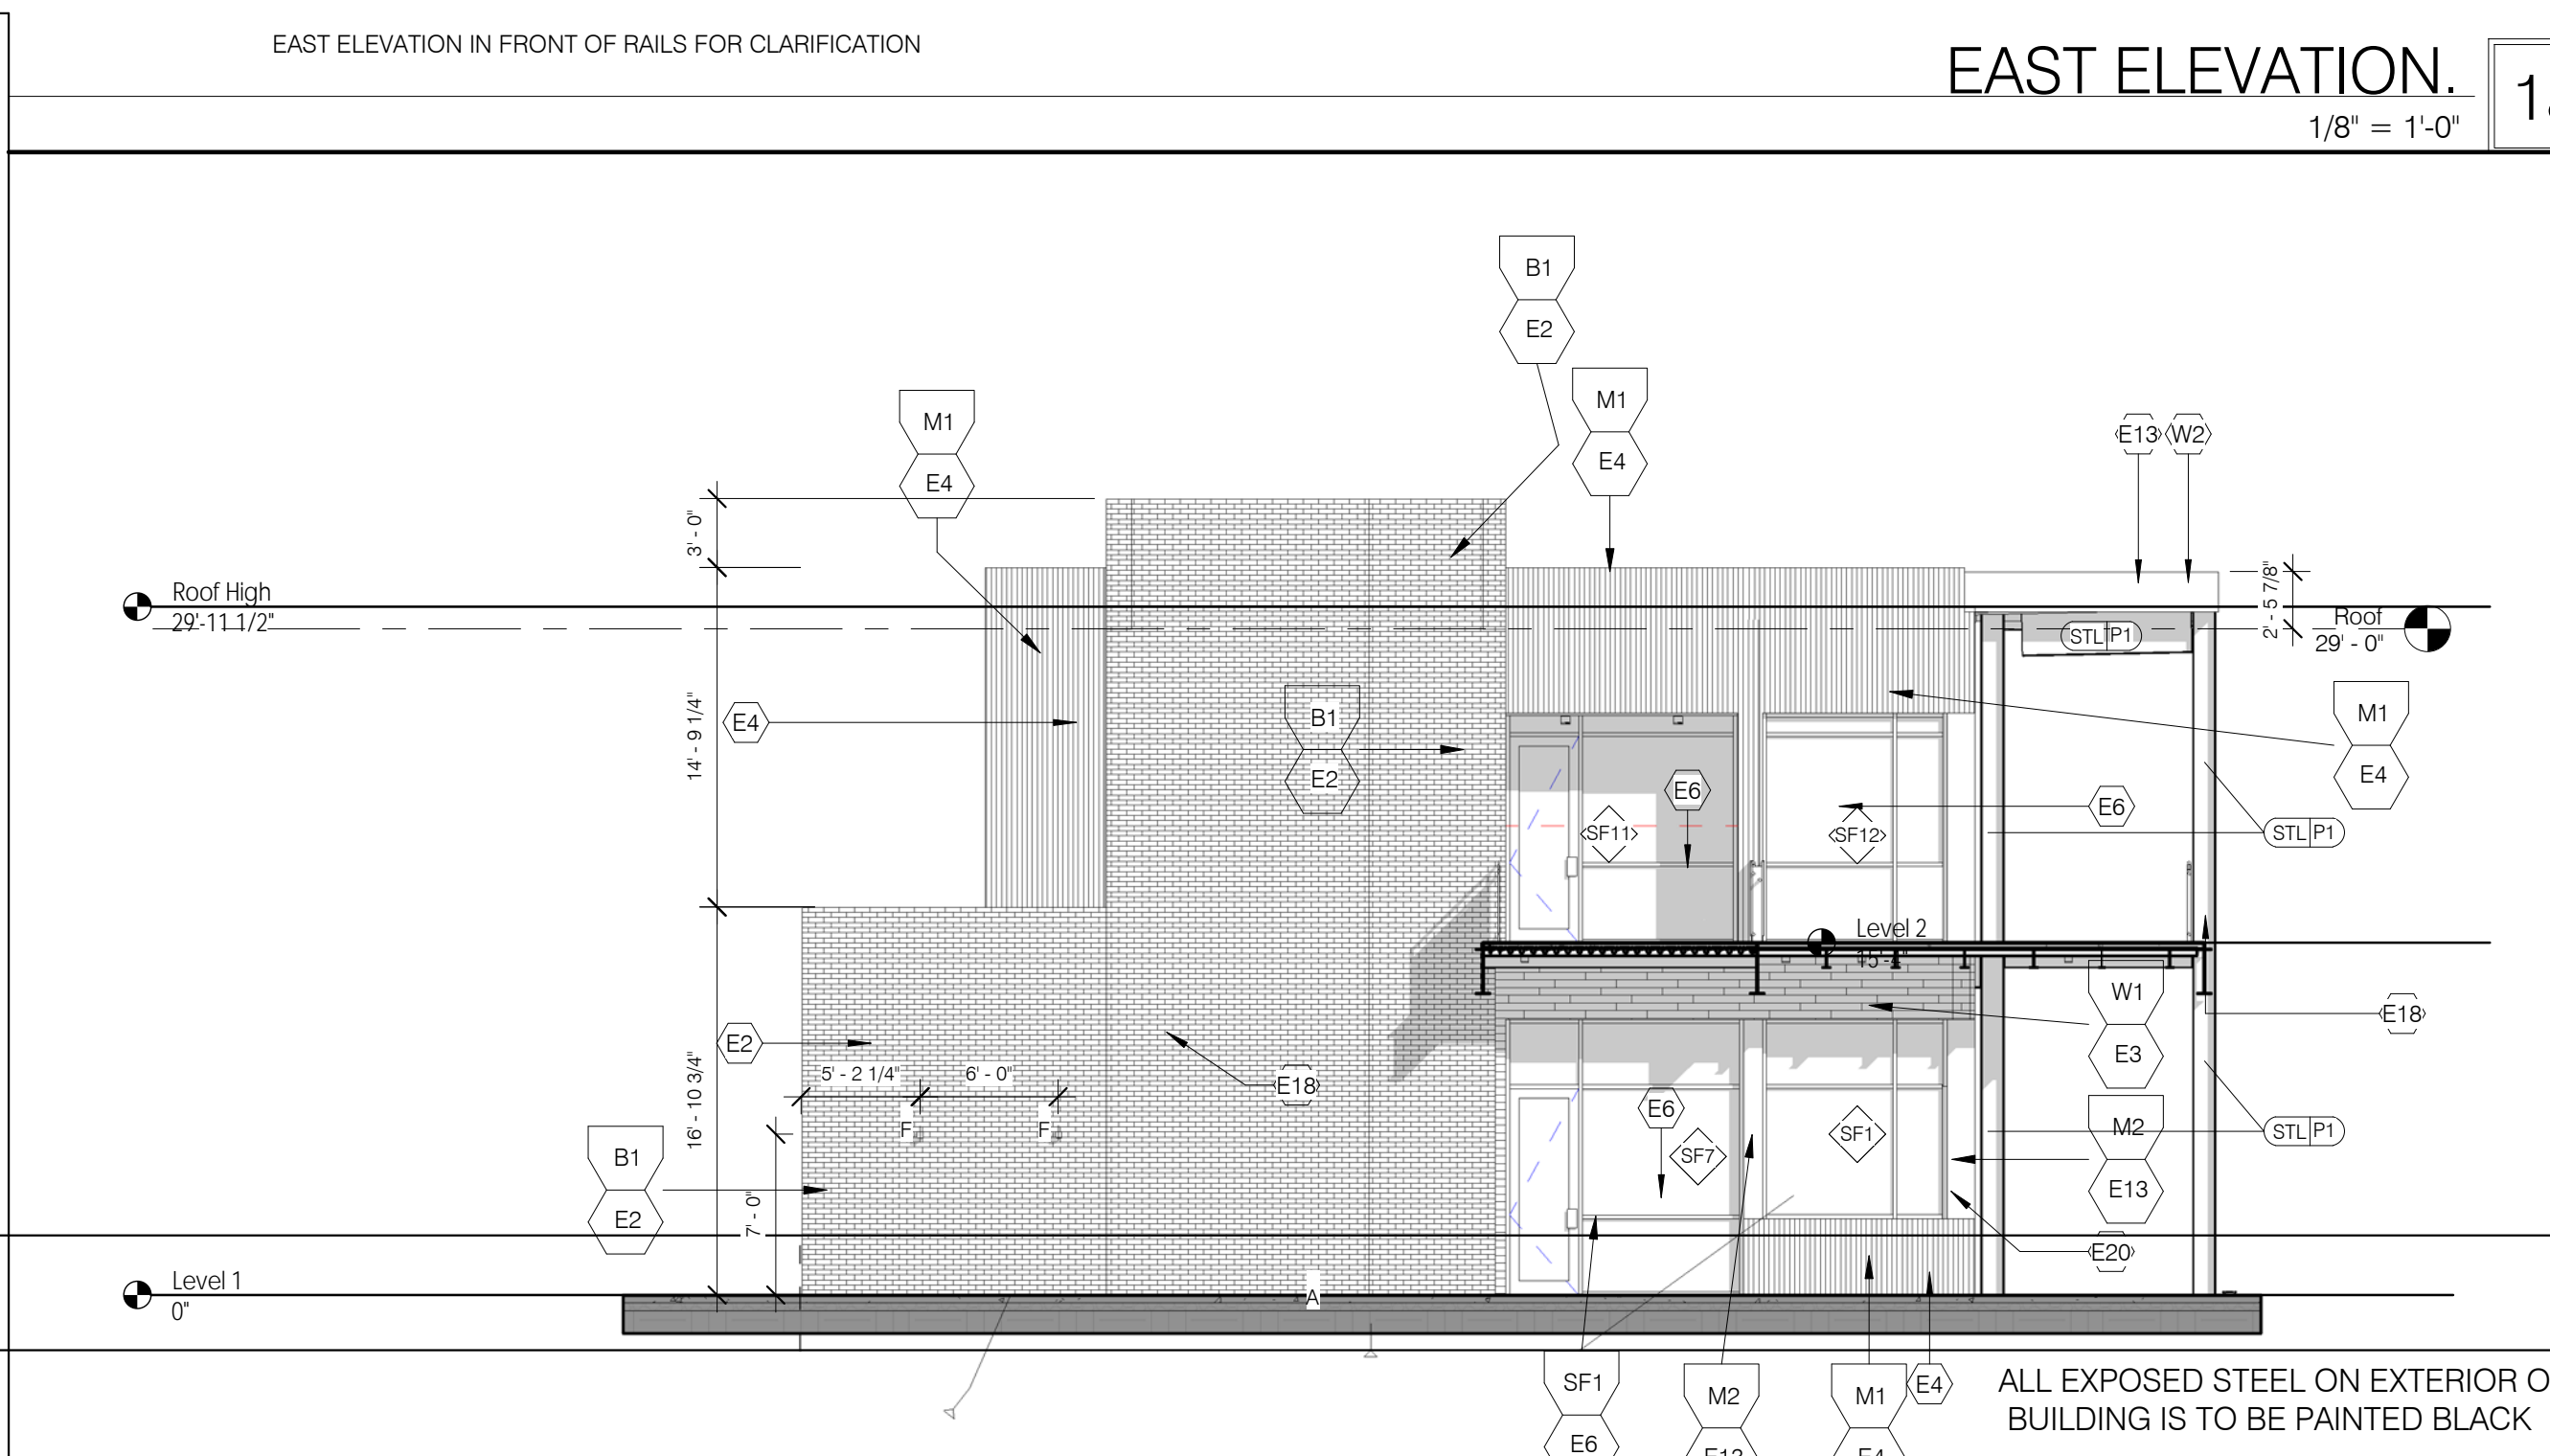 EAST ELEVATION IN FRONT OF RAILS FOR CLARIFICATION
EAST ELEVATION.
1/8" = 1'-0"
B1
E2
M1
E4
M1
E4
E13
W2
3' - 0"
Roof High
29'-11 1/2"
2' - 5 7/8"
Roof
29' - 0"
STL P1
14' - 9 1/4"
E4
B1
E2
M1
E4
E6
SF11
SF12
E6
STL P1
Level 2
15'-4"
W1
E3
E18
E2
16' - 10 3/4"
5' - 2 1/4"
6' - 0"
E18
F
F
E6
SF7
SF1
M2
E13
STL P1
B1
E2
7' - 0"
E20
Level 1
0"
A
SF1
E6
M2
E13
M1
E4
E4
ALL EXPOSED STEEL ON EXTERIOR O
BUILDING IS TO BE PAINTED BLACK